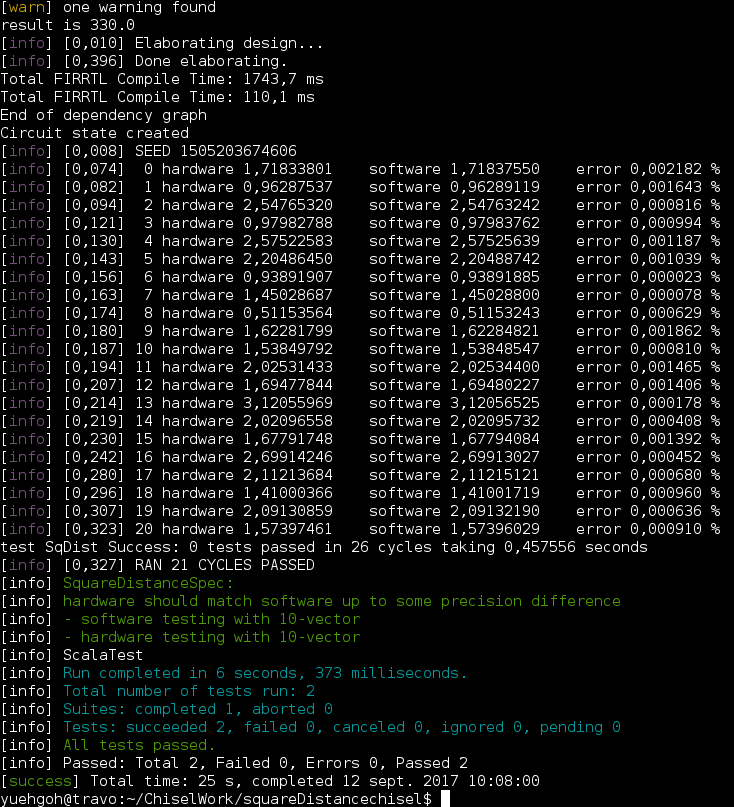 [warn] one warning found
result is 330.0
[info] [0,010] Elaborating design...
[info] [0,396] Done elaborating.
Total FIRRTL Compile Time: 1743,7 ms
Total FIRRTL Compile Time: 110,1 ms
End of dependency graph
Circuit state created
[info] [0,008] SEED 1505203674606
[info] [0,074]  0 hardware 1,71833801    software 1,71837550    error 0,002182 %
[info] [0,082]  1 hardware 0,96287537    software 0,96289119    error 0,001643 %
[info] [0,094]  2 hardware 2,54765320    software 2,54763242    error 0,000816 %
[info] [0,121]  3 hardware 0,97982788    software 0,97983762    error 0,000994 %
[info] [0,130]  4 hardware 2,57522583    software 2,57525639    error 0,001187 %
[info] [0,143]  5 hardware 2,20486450    software 2,20488742    error 0,001039 %
[info] [0,156]  6 hardware 0,93891907    software 0,93891885    error 0,000023 %
[info] [0,163]  7 hardware 1,45028687    software 1,45028800    error 0,000078 %
[info] [0,174]  8 hardware 0,51153564    software 0,51153243    error 0,000629 %
[info] [0,180]  9 hardware 1,62281799    software 1,62284821    error 0,001862 %
[info] [0,187] 10 hardware 1,53849792    software 1,53848547    error 0,000810 %
[info] [0,194] 11 hardware 2,02531433    software 2,02534400    error 0,001465 %
[info] [0,207] 12 hardware 1,69477844    software 1,69480227    error 0,001406 %
[info] [0,214] 13 hardware 3,12055969    software 3,12056525    error 0,000178 %
[info] [0,219] 14 hardware 2,02096558    software 2,02095732    error 0,000408 %
[info] [0,230] 15 hardware 1,67791748    software 1,67794084    error 0,001392 %
[info] [0,242] 16 hardware 2,69914246    software 2,69913027    error 0,000452 %
[info] [0,280] 17 hardware 2,11213684    software 2,11215121    error 0,000680 %
[info] [0,296] 18 hardware 1,41000366    software 1,41001719    error 0,000960 %
[info] [0,307] 19 hardware 2,09130859    software 2,09132190    error 0,000636 %
[info] [0,323] 20 hardware 1,57397461    software 1,57396029    error 0,000910 %
test SqDist Success: 0 tests passed in 26 cycles taking 0,457556 seconds
[info] [0,327] RAN 21 CYCLES PASSED
[info] SquareDistanceSpec:
[info] hardware should match software up to some precision difference
[info] - software testing with 10-vector
[info] - hardware testing with 10-vector
[info] ScalaTest
[info] Run completed in 6 seconds, 373 milliseconds.
[info] Total number of tests run: 2
[info] Suites: completed 1, aborted 0
[info] Tests: succeeded 2, failed 0, canceled 0, ignored 0, pending 0
[info] All tests passed.
[info] Passed: Total 2, Failed 0, Errors 0, Passed 2
[success] Total time: 25 s, completed 12 sept. 2017 10:08:00
yuehgoh@travo:~/ChiselWork/squareDistancechisel$